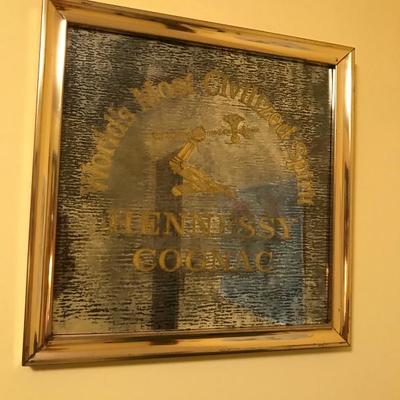 World's Most Civilized Spirit
HENNESSY
COGNAC